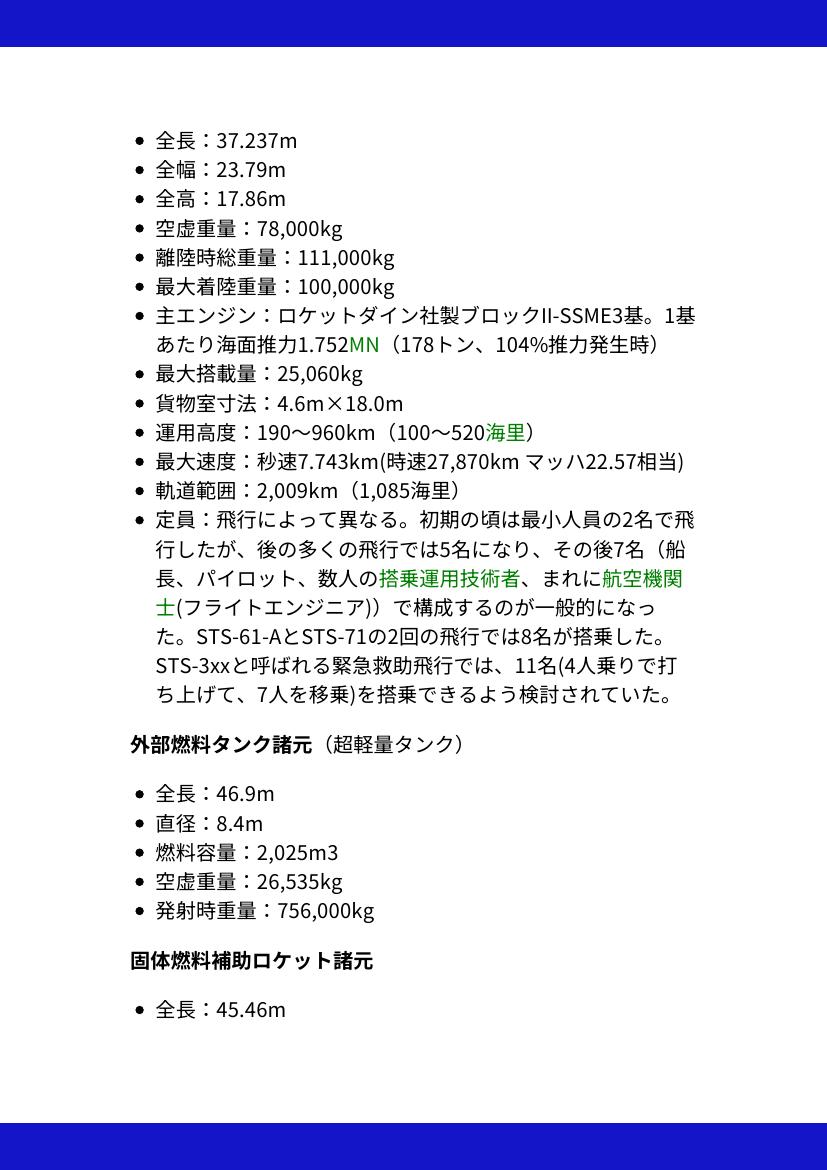 • 全長：37.237m
• 全幅：23.79m
• 全高：17.86m
• 空虚重量：78,000kg
• 離陸時総重量：111,000kg
• 最大着陸重量：100,000kg
• 主エンジン：ロケットダイン社製ブロックII-SSME3基。1基
あたり海面推力1.752MN（178トン、104%推力発生時）
• 最大搭載量：25,060kg
• 貨物室寸法：4.6m×18.0m
• 運用高度：190〜960km（100〜520海里）
• 最大速度：秒速7.743km(時速27,870km マッハ22.57相当)
• 軌道範囲：2,009km（1,085海里）
• 定員：飛行によって異なる。初期の頃は最小人員の2名で飛
行したが、後の多くの飛行では5名になり、その後7名（船
長、パイロット、数人の搭乗運用技術者、まれに航空機関
士(フライトエンジニア)）で構成するのが一般的になっ
た。STS-61-AとSTS-71の2回の飛行では8名が搭乗した。
STS-3xxと呼ばれる緊急救助飛行では、11名(4人乗りで打
ち上げて、7人を移乗)を搭乗できるよう検討されていた。
外部燃料タンク諸元（超軽量タンク）
• 全長：46.9m
• 直径：8.4m
• 燃料容量：2,025m3
• 空虚重量：26,535kg
• 発射時重量：756,000kg
固体燃料補助ロケット諸元
• 全長：45.46m